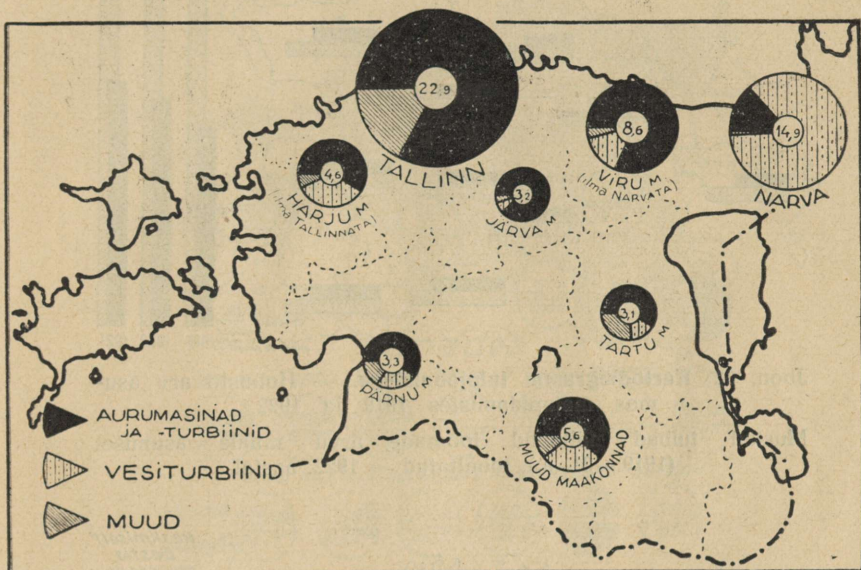 22,9
TALLINN
4,6
HARJU M
(ilma TALLINNATA)
3,2
JÄRVA M
8,6
VIRU M
(ilma NARVATA)
14,9
NARVA
3,1
TARTU M
3,3
PÄRNU M
5,6
MUUD MAAKONNAD
AURUMASINAD
JA -TURBIINID
VESITURBIINID
MUUD